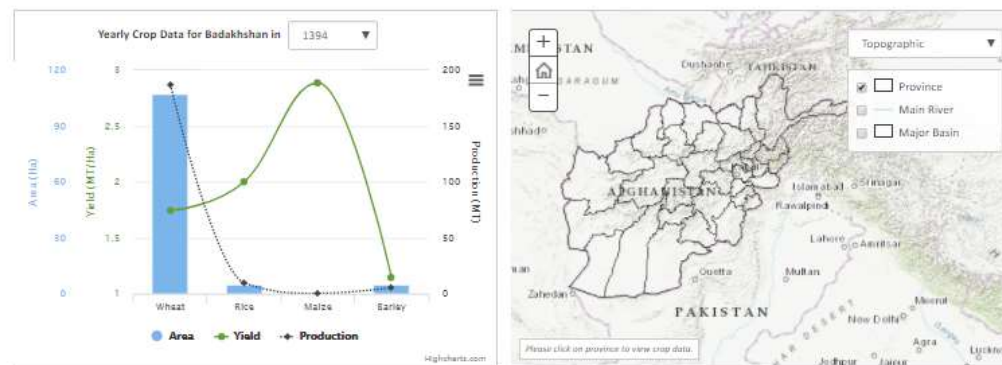 Yearly Crop Data for Badakhshan in 1394
120 3 200
90 2.5 150
60 2 100
30 1.5 50
0 1 0
Area (Ha)
Yield (MT/Ha)
Production (MT)
Wheat Rice Maize Barley
Area Yield Production
Highcharts.com
Topographic
Province
Main River
Major Basin
Dushanbe
TAJIKISTAN
AFGHANISTAN
Islamabad
Srinagar
Rawalpindi
Lahore
Amritsar
Quetta
Multan
Zahedan
PAKISTAN
Meerut
New Delhi
Agra
Jodhpur
Jaipur
Please click on province to view crop data.